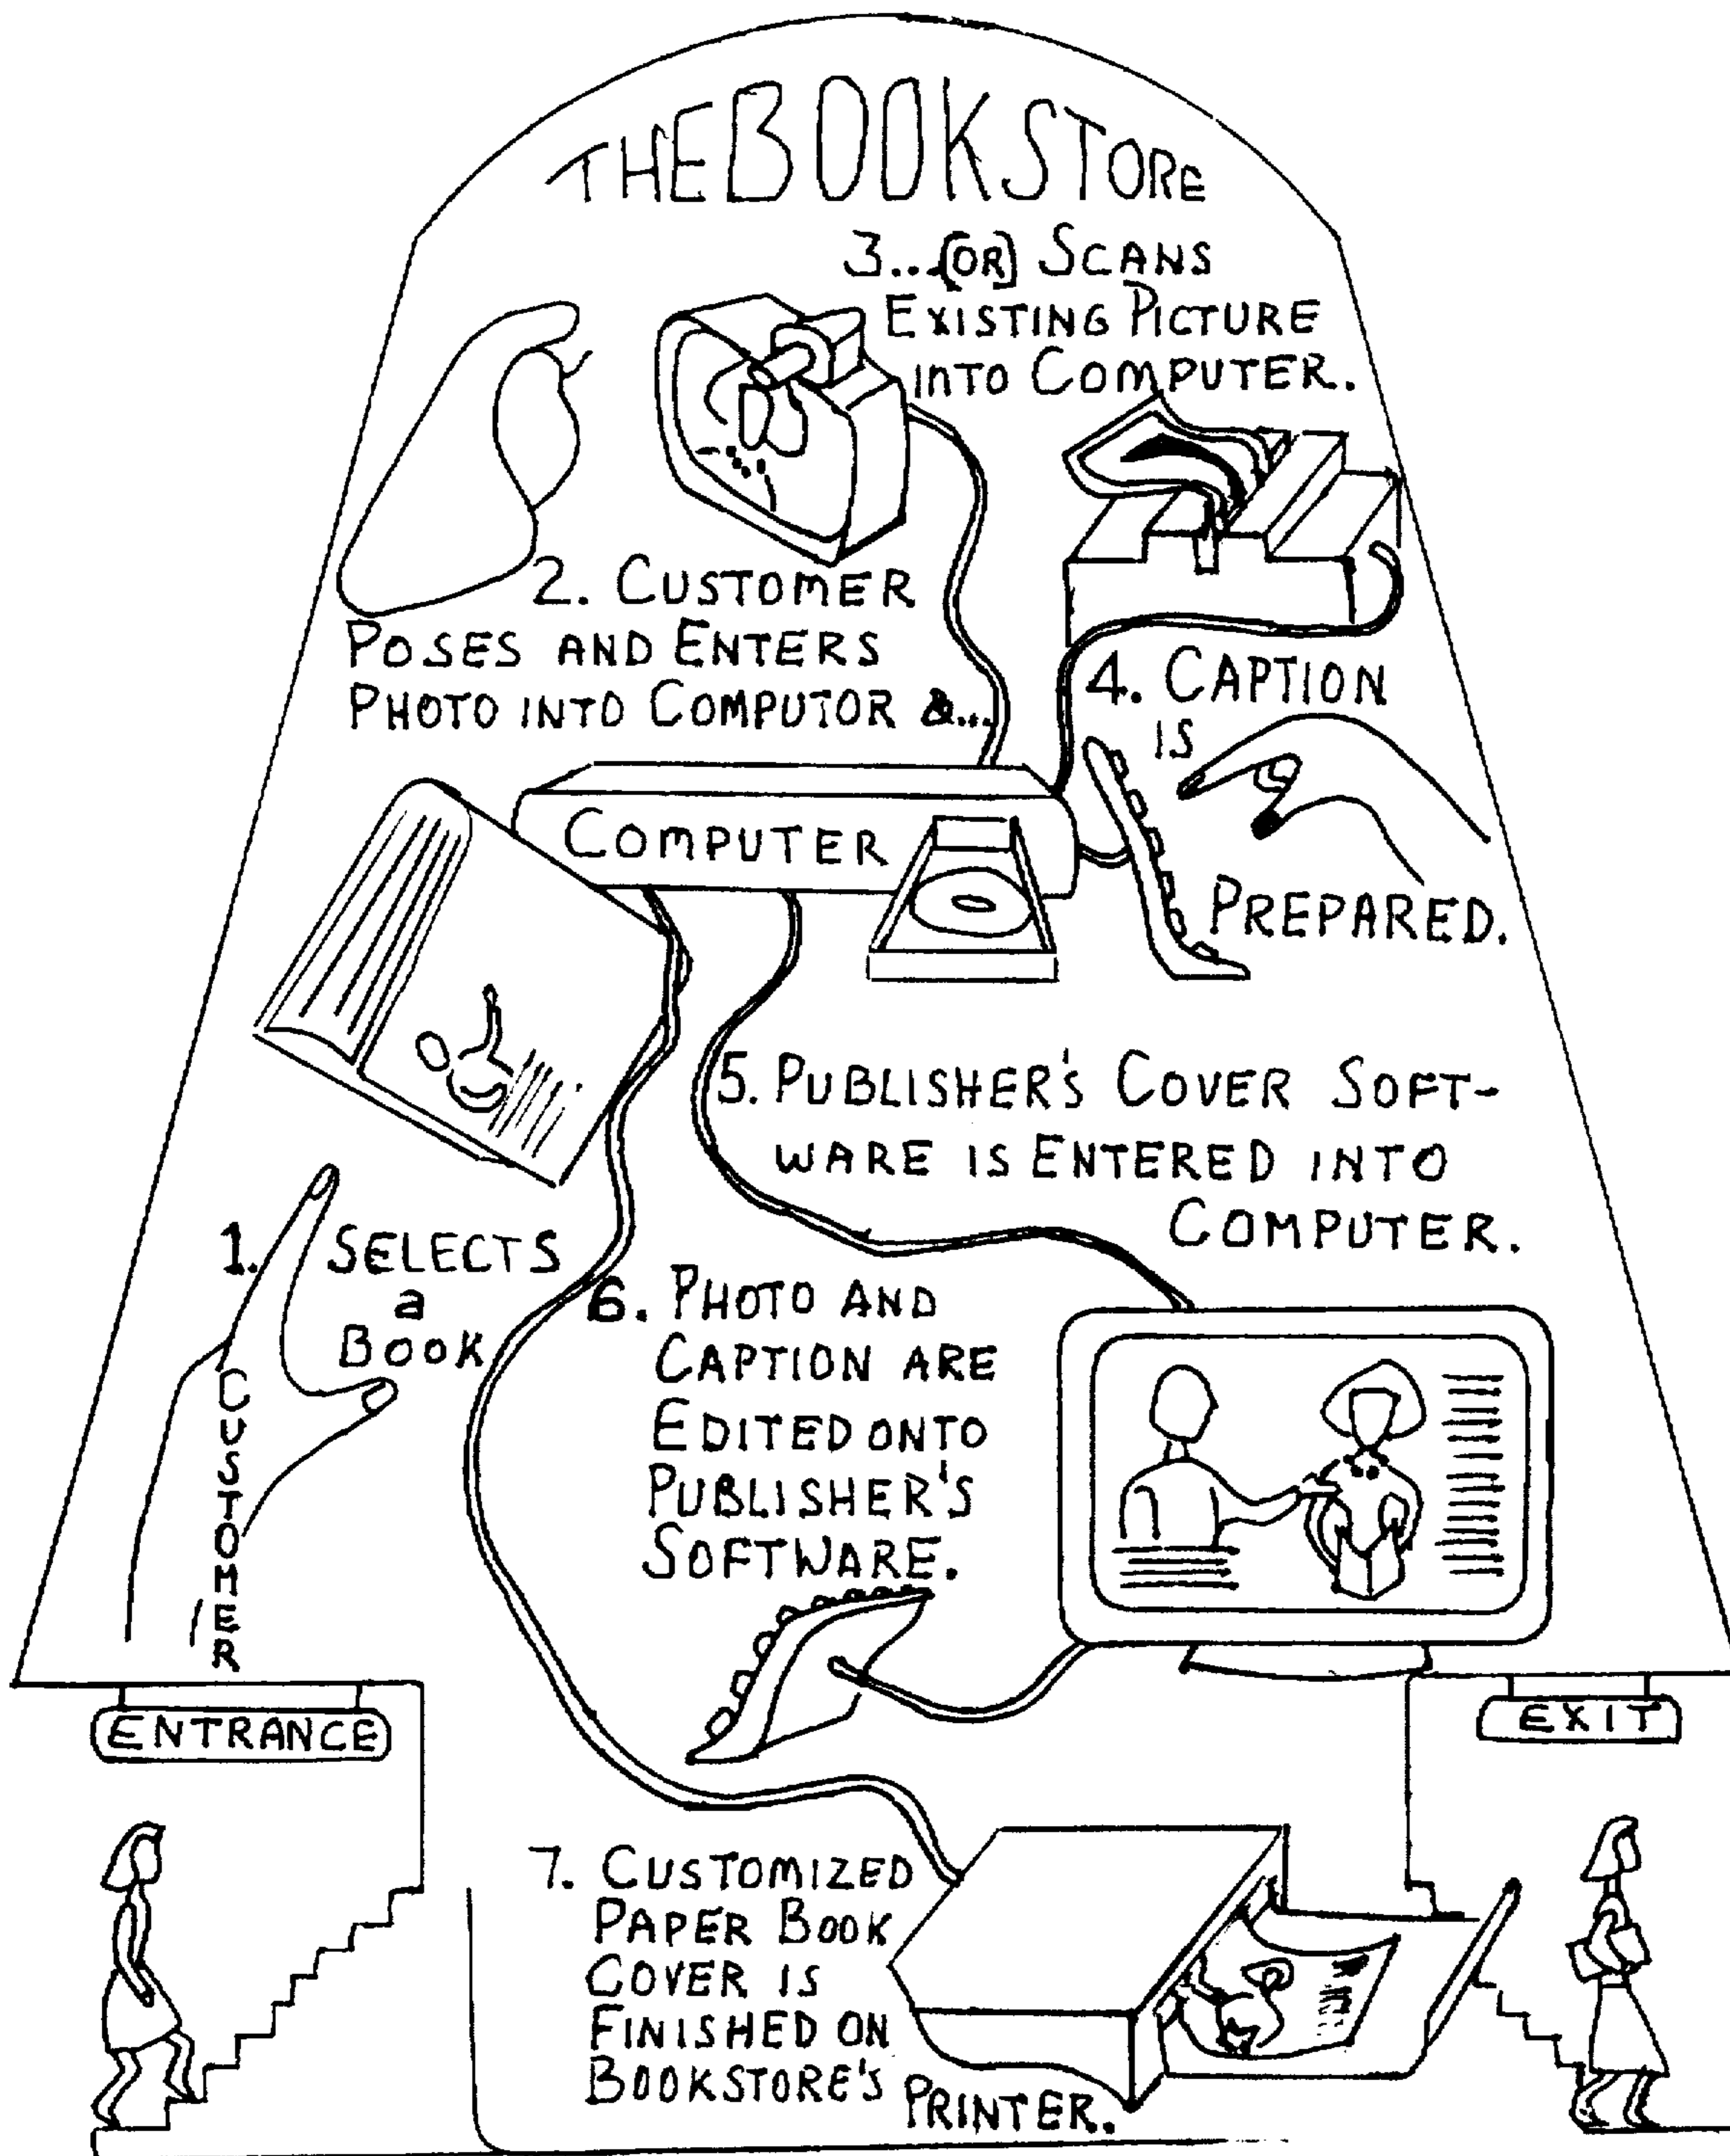 THE BOOKSTORE
1. SELECTS
a
BOOK
CUSTOMER
2. CUSTOMER
POSES AND ENTERS
PHOTO INTO COMPUTOR &...
3...(OR) SCANS
EXISTING PICTURE
INTO COMPUTER.
4. CAPTION
IS
PREPARED.
COMPUTER
5. PUBLISHER'S COVER SOFT-
WARE IS ENTERED INTO
COMPUTER.
6. PHOTO AND
CAPTION ARE
EDITED ONTO
PUBLISHER'S
SOFTWARE.
ENTRANCE
EXIT
7. CUSTOMIZED
PAPER BOOK
COVER IS
FINISHED ON
BOOKSTORE'S PRINTER.